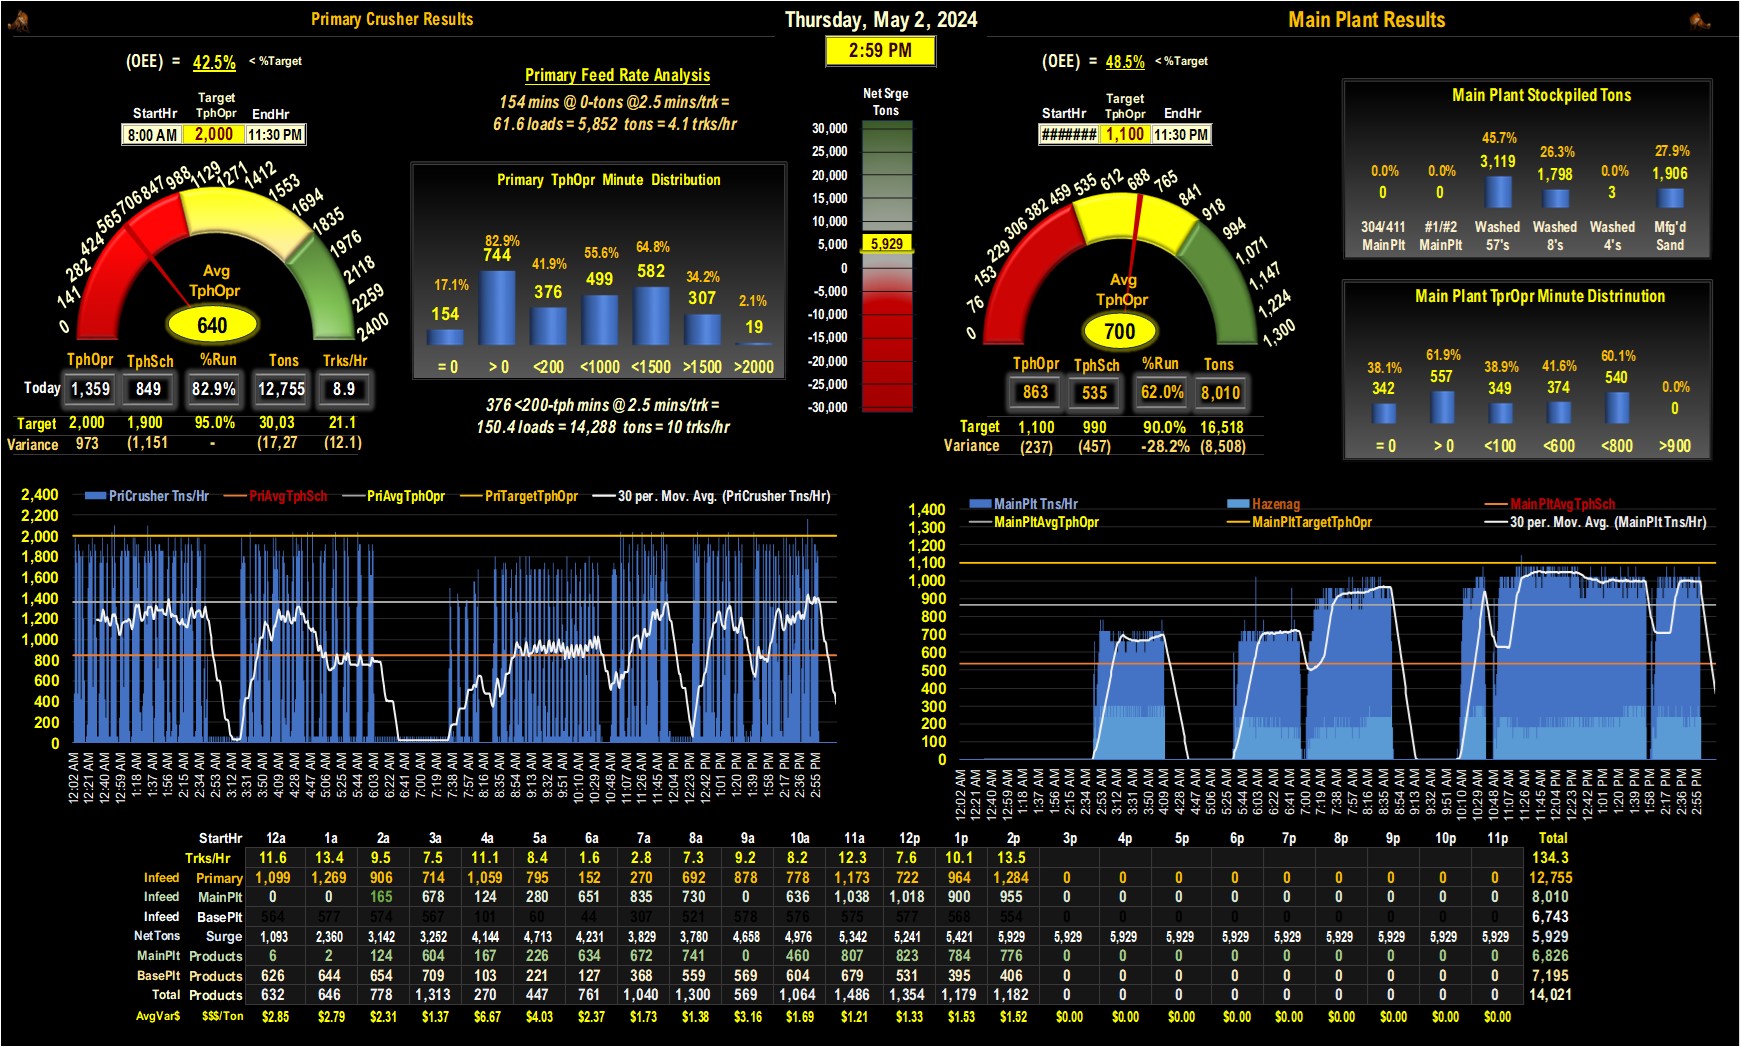 Primary Crusher Results
Thursday, May 2, 2024
Main Plant Results
2:59 PM
(OEE) = 42.5% < %Target
StartHr Target TphOpr EndHr
8:00 AM 2,000 11:30 PM
0 141 282 424 565 706 847 988 1129 1271 1412 1553 1694 1835 1976 2118 2259 2400
Avg
TphOpr
640
TphOpr TphSch %Run Tons Trks/Hr
Today 1,359 849 82.9% 12,755 8.9
Target 2,000 1,900 95.0% 30,03 21.1
Variance 973 (1,151 - (17,27 (12.1)
Primary Feed Rate Analysis
154 mins @ 0-tons @2.5 mins/trk =
61.6 loads = 5,852 tons = 4.1 trks/hr
Primary TphOpr Minute Distribution
17.1% 82.9% 41.9% 55.6% 64.8% 34.2% 2.1%
154 744 376 499 582 307 19
= 0 > 0 <200 <1000 <1500 >1500 >2000
376 <200-tph mins @ 2.5 mins/trk =
150.4 loads = 14,288 tons = 10 trks/hr
Net Srge
Tons
30,000
25,000
20,000
15,000
10,000
5,000
0
-5,000
-10,000
-15,000
-20,000
-25,000
-30,000
5,929
(OEE) = 48.5% < %Target
StartHr Target TphOpr EndHr
####### 1,100 11:30 PM
0 76 153 229 306 382 459 535 612 688 765 841 918 994 1,071 1,147 1,224 1,300
Avg
TphOpr
700
TphOpr TphSch %Run Tons
863 535 62.0% 8,010
Target 1,100 990 90.0% 16,518
Variance (237) (457) -28.2% (8,508)
Main Plant Stockpiled Tons
0.0% 0.0% 45.7% 26.3% 0.0% 27.9%
0 0 3,119 1,798 3 1,906
304/411 #1/#2 Washed Washed Washed Mfg'd
MainPlt MainPlt 57's 8's 4's Sand
Main Plant TprOpr Minute Distrinution
38.1% 61.9% 38.9% 41.6% 60.1% 0.0%
342 557 349 374 540 0
= 0 > 0 <100 <600 <800 >900
PriCrusher Tns/Hr PriAvgTphSch PriAvgTphOpr PriTargetTphOpr 30 per. Mov. Avg. (PriCrusher Tns/Hr)
2,400
2,200
2,000
1,800
1,600
1,400
1,200
1,000
800
600
400
200
0
12:02 AM 12:21 AM 12:40 AM 12:59 AM 1:18 AM 1:37 AM 1:56 AM 2:15 AM 2:34 AM 2:53 AM 3:12 AM 3:31 AM 3:50 AM 4:09 AM 4:28 AM 4:47 AM 5:06 AM 5:25 AM 5:44 AM 6:03 AM 6:22 AM 6:41 AM 7:00 AM 7:19 AM 7:38 AM 7:57 AM 8:16 AM 8:35 AM 8:54 AM 9:13 AM 9:32 AM 9:51 AM 10:10 AM 10:29 AM 10:48 AM 11:07 AM 11:26 AM 11:45 AM 12:04 PM 12:23 PM 12:42 PM 1:01 PM 1:20 PM 1:39 PM 1:58 PM 2:17 PM 2:36 PM 2:55 PM
MainPlt Tns/Hr Hazenag MainPltAvgTphSch
MainPltAvgTphOpr MainPltTargetTphOpr 30 per. Mov. Avg. (MainPlt Tns/Hr)
1,400
1,300
1,200
1,100
1,000
900
800
700
600
500
400
300
200
100
0
12:02 AM 12:21 AM 12:40 AM 12:59 AM 1:18 AM 1:37 AM 1:56 AM 2:15 AM 2:34 AM 2:53 AM 3:12 AM 3:31 AM 3:50 AM 4:09 AM 4:28 AM 4:47 AM 5:06 AM 5:25 AM 5:44 AM 6:03 AM 6:22 AM 6:41 AM 7:00 AM 7:19 AM 7:38 AM 7:57 AM 8:16 AM 8:35 AM 8:54 AM 9:13 AM 9:32 AM 9:51 AM 10:10 AM 10:29 AM 10:48 AM 11:07 AM 11:26 AM 11:45 AM 12:04 PM 12:23 PM 12:42 PM 1:01 PM 1:20 PM 1:39 PM 1:58 PM 2:17 PM 2:36 PM 2:55 PM
StartHr 12a 1a 2a 3a 4a 5a 6a 7a 8a 9a 10a 11a 12p 1p 2p 3p 4p 5p 6p 7p 8p 9p 10p 11p Total
Trks/Hr 11.6 13.4 9.5 7.5 11.1 8.4 1.6 2.8 7.3 9.2 8.2 12.3 7.6 10.1 13.5 134.3
Infeed Primary 1,099 1,269 906 714 1,059 795 152 270 692 878 778 1,173 722 964 1,284 0 0 0 0 0 0 0 0 0 12,755
Infeed MainPlt 0 0 165 678 124 280 651 835 730 0 636 1,038 1,018 900 955 0 0 0 0 0 0 0 0 0 8,010
Infeed BasePlt 564 577 574 567 101 60 44 307 521 578 576 575 577 568 554 0 0 0 0 0 0 0 0 0 6,743
NetTons Surge 1,093 2,360 3,142 3,252 4,144 4,713 4,231 3,829 3,780 4,658 4,976 5,342 5,241 5,421 5,929 5,929 5,929 5,929 5,929 5,929 5,929 5,929 5,929 5,929 5,929
MainPlt Products 6 2 124 604 167 226 634 672 741 0 460 807 823 784 776 0 0 0 0 0 0 0 0 0 6,826
BasePlt Products 626 644 654 709 103 221 127 368 559 569 604 679 531 395 406 0 0 0 0 0 0 0 0 0 7,195
Total Products 632 646 778 1,313 270 447 761 1,040 1,300 569 1,064 1,486 1,354 1,179 1,182 0 0 0 0 0 0 0 0 0 14,021
AvgVar$ $$$/Ton $2.85 $2.79 $2.31 $1.37 $6.67 $4.03 $2.37 $1.73 $1.38 $3.16 $1.69 $1.21 $1.33 $1.53 $1.52 $0.00 $0.00 $0.00 $0.00 $0.00 $0.00 $0.00 $0.00 $0.00